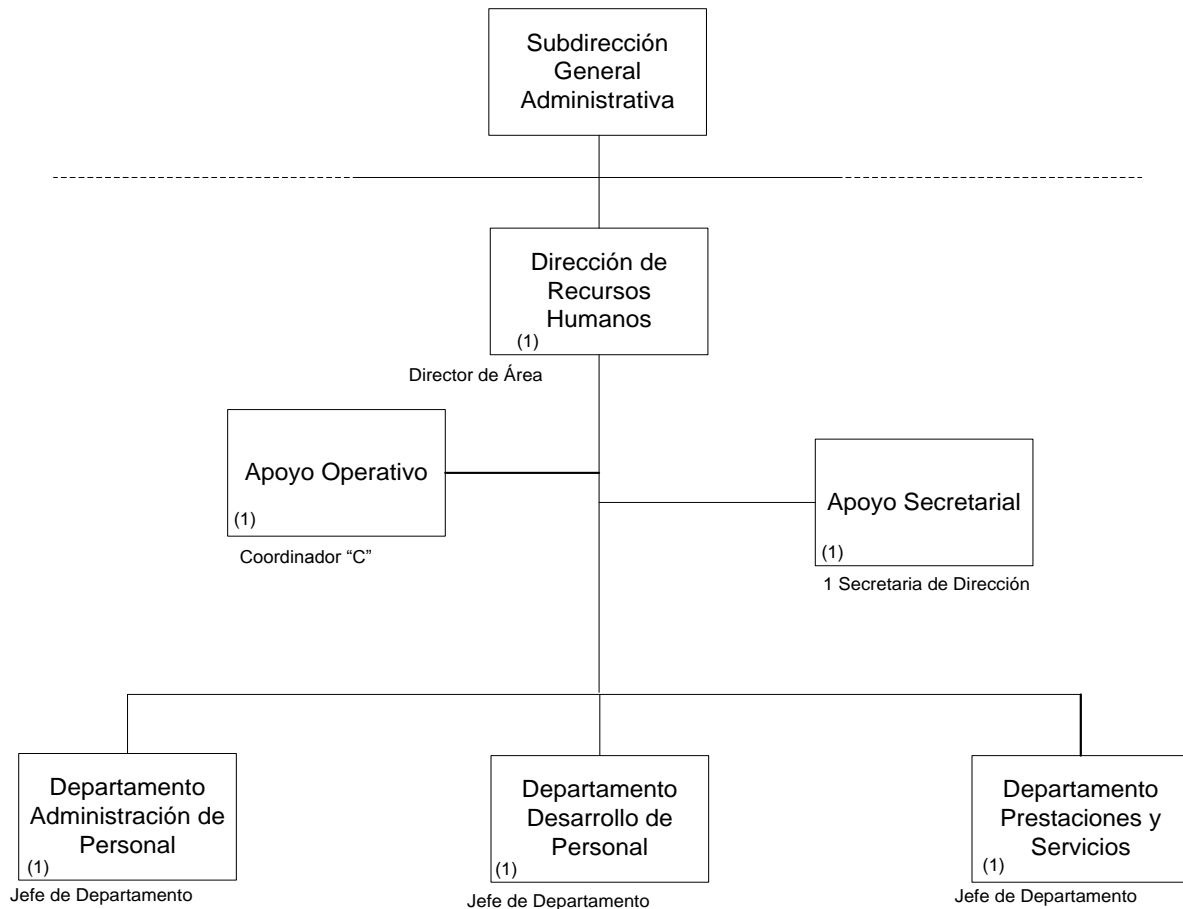 Subdirección
General
Administrativa
Dirección de
Recursos
Humanos
(1)
Director de Área
Apoyo Operativo
(1)
Coordinador “C”
Apoyo Secretarial
(1)
1 Secretaria de Dirección
Departamento
Administración de
Personal
(1)
Jefe de Departamento
Departamento
Desarrollo de
Personal
(1)
Jefe de Departamento
Departamento
Prestaciones y
Servicios
(1)
Jefe de Departamento